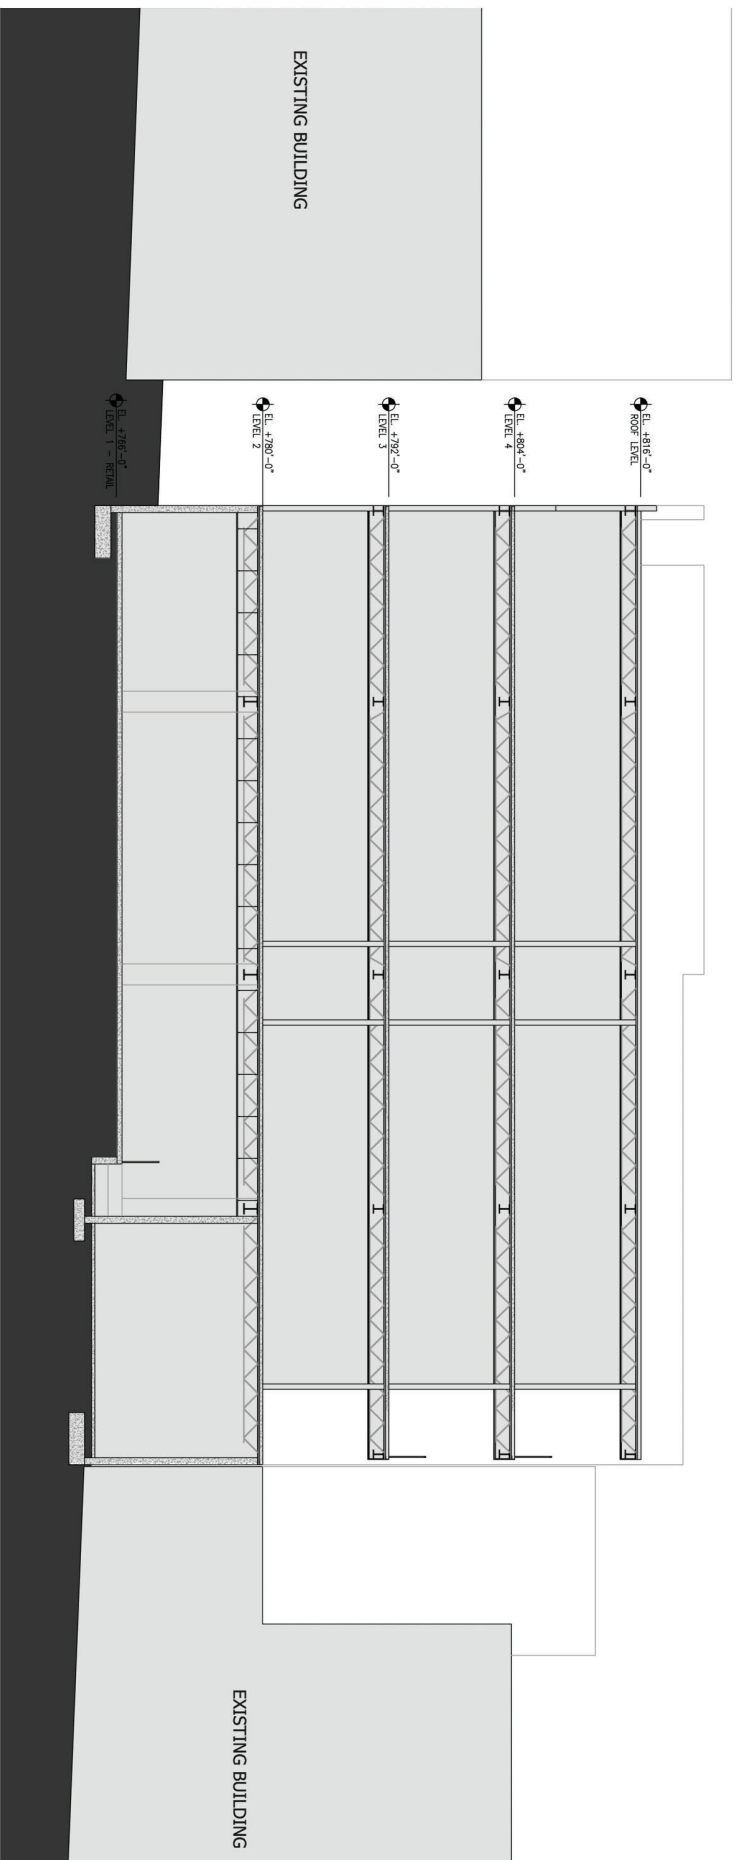 EXISTING BUILDING
EL. +816'-0"
ROOF LEVEL
EL. +804'-0"
LEVEL 4
EL. +792'-0"
LEVEL 3
EL. +780'-0"
LEVEL 2
EL. +766'-0"
LEVEL 1 - RETAIL
EXISTING BUILDING